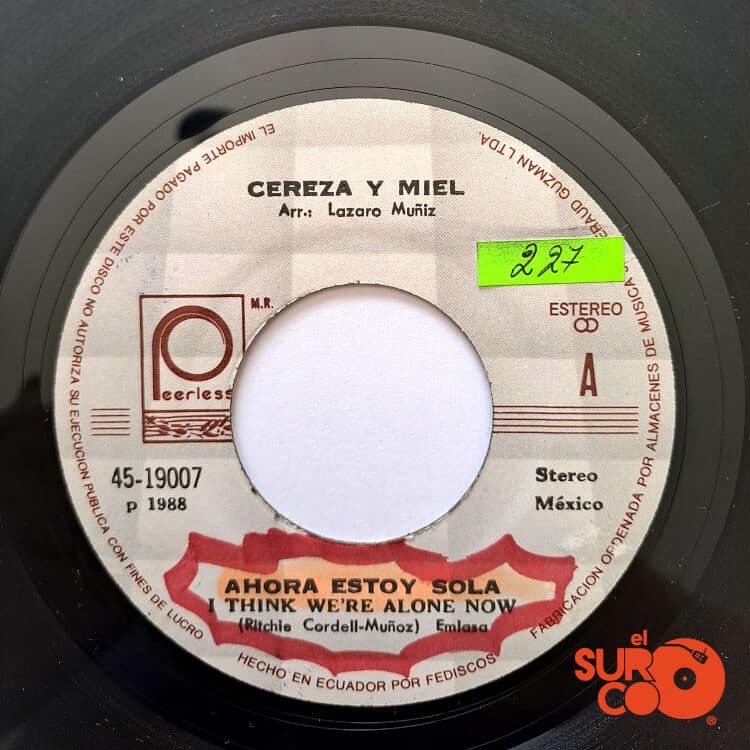 CEREZA Y MIEL
Arr.: Lazaro Muñiz
227
M.R.
Peerless
ESTEREO
A
45-19007
p 1988
Stereo
México
AHORA ESTOY SOLA
I THINK WE'RE ALONE NOW
(Ritchie Cordell-Muñoz) Emlasa
EL IMPORTE PAGADO POR ESTE DISCO NO AUTORIZA SU EJECUCION PUBLICA CON FINES DE LUCRO
HECHO EN ECUADOR POR FEDISCOS
FABRICACION ORDENADA POR ALMACENES DE MUSICA
ERAUD GUZMAN LTDA.
el
SURCO
®